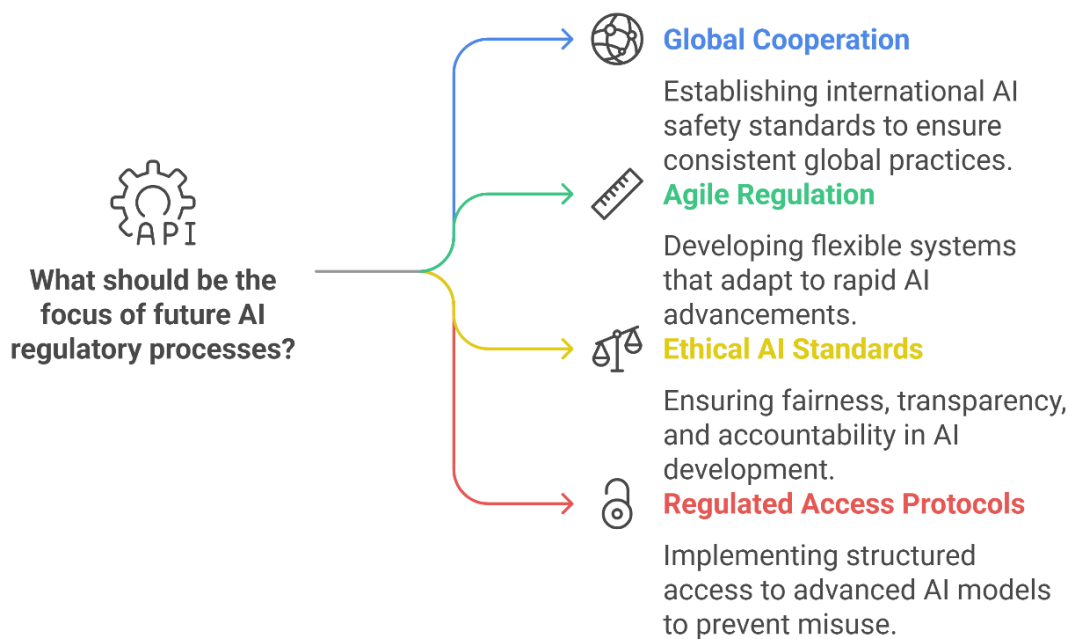 API
What should be the
focus of future AI
regulatory processes?
Global Cooperation
Establishing international AI
safety standards to ensure
consistent global practices.
Agile Regulation
Developing flexible systems
that adapt to rapid AI
advancements.
Ethical AI Standards
Ensuring fairness, transparency,
and accountability in AI
development.
Regulated Access Protocols
Implementing structured
access to advanced AI models
to prevent misuse.